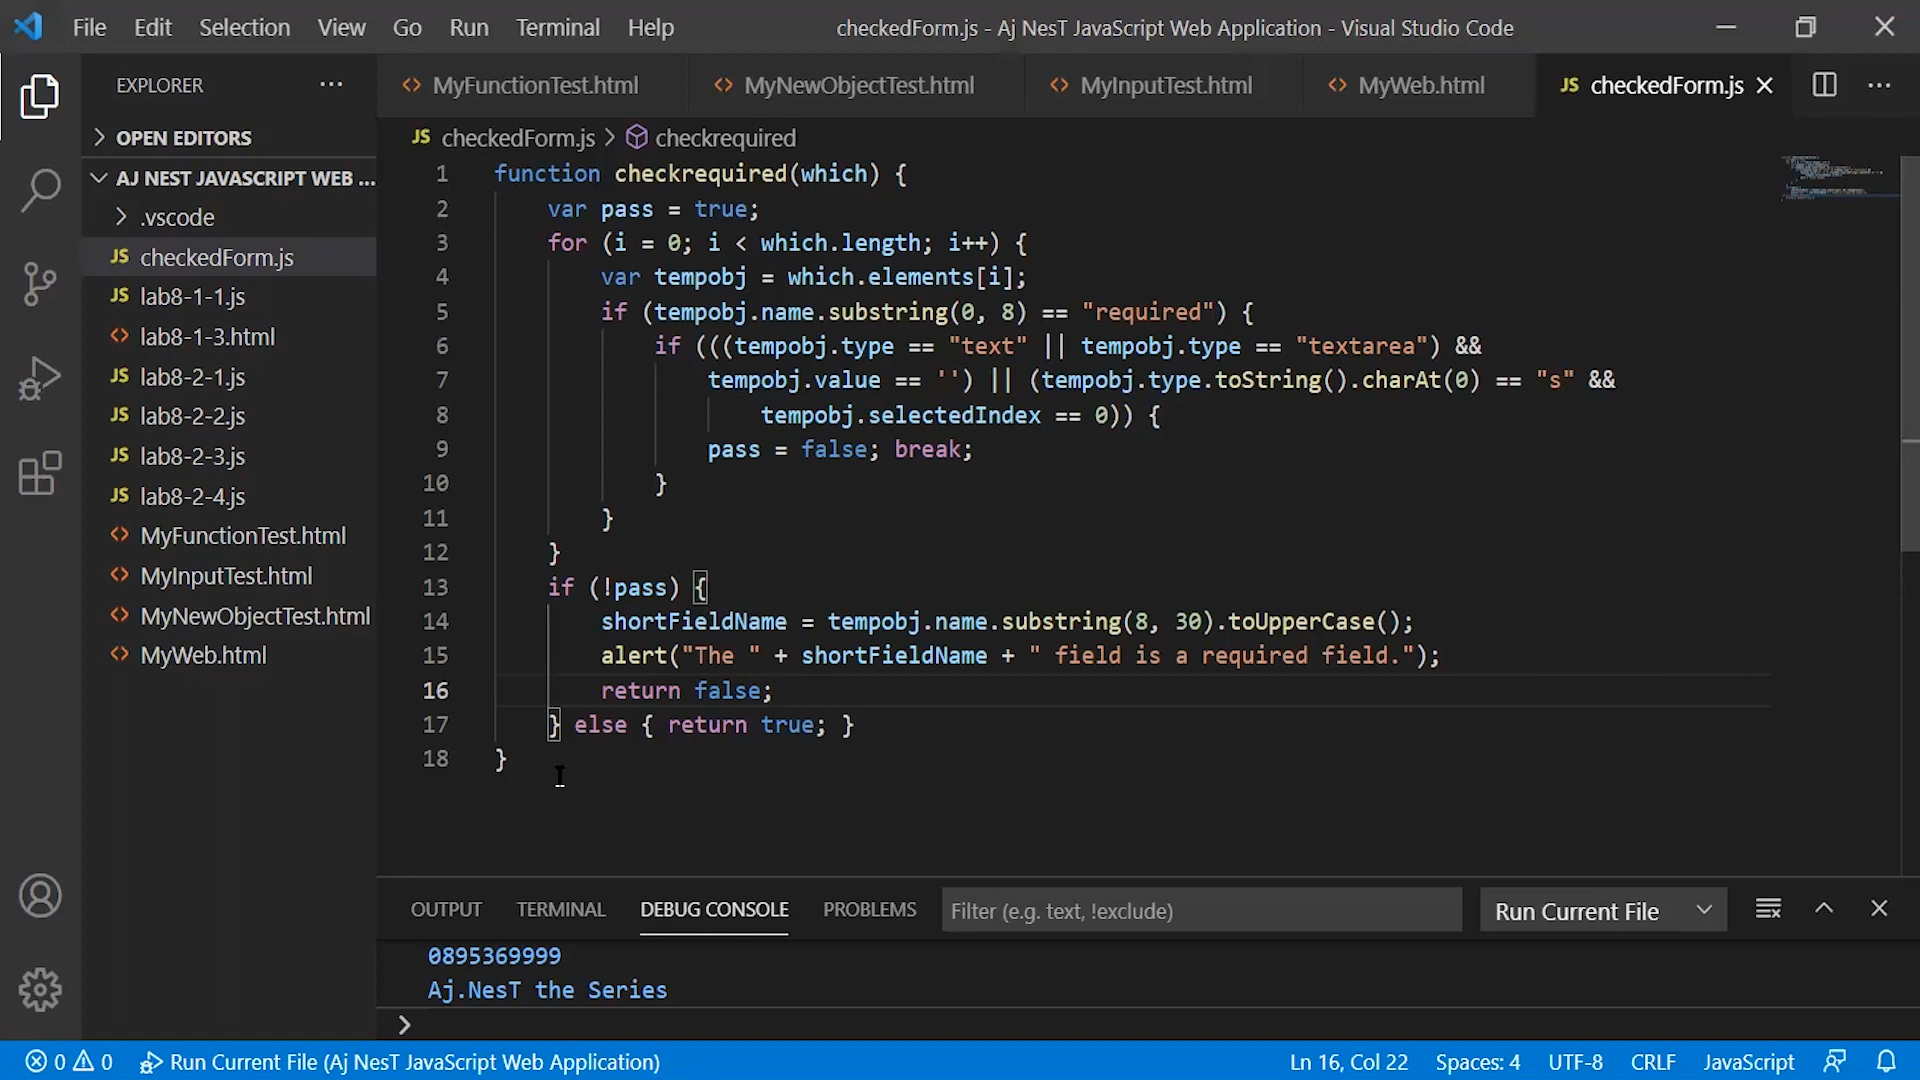 File Edit Selection View Go Run Terminal Help checkedForm.js - Aj NesT JavaScript Web Application - Visual Studio Code
EXPLORER
MyFunctionTest.html MyNewObjectTest.html MyInputTest.html MyWeb.html JS checkedForm.js
OPEN EDITORS
JS checkedForm.js > checkrequired
AJ NEST JAVASCRIPT WEB ...
.vscode
JS checkedForm.js
JS lab8-1-1.js
lab8-1-3.html
JS lab8-2-1.js
JS lab8-2-2.js
JS lab8-2-3.js
JS lab8-2-4.js
MyFunctionTest.html
MyInputTest.html
MyNewObjectTest.html
MyWeb.html
1 function checkrequired(which) {
2 var pass = true;
3 for (i = 0; i < which.length; i++) {
4 var tempobj = which.elements[i];
5 if (tempobj.name.substring(0, 8) == "required") {
6 if (((tempobj.type == "text" || tempobj.type == "textarea") &&
7 tempobj.value == '') || (tempobj.type.toString().charAt(0) == "s" &&
8 tempobj.selectedIndex == 0)) {
9 pass = false; break;
10 }
11 }
12 }
13 if (!pass) {
14 shortFieldName = tempobj.name.substring(8, 30).toUpperCase();
15 alert("The " + shortFieldName + " field is a required field.");
16 return false;
17 } else { return true; }
18 }
OUTPUT TERMINAL DEBUG CONSOLE PROBLEMS Filter (e.g. text, !exclude) Run Current File
0895369999
Aj.NesT the Series
>
0 0 Run Current File (Aj NesT JavaScript Web Application) Ln 16, Col 22 Spaces: 4 UTF-8 CRLF JavaScript